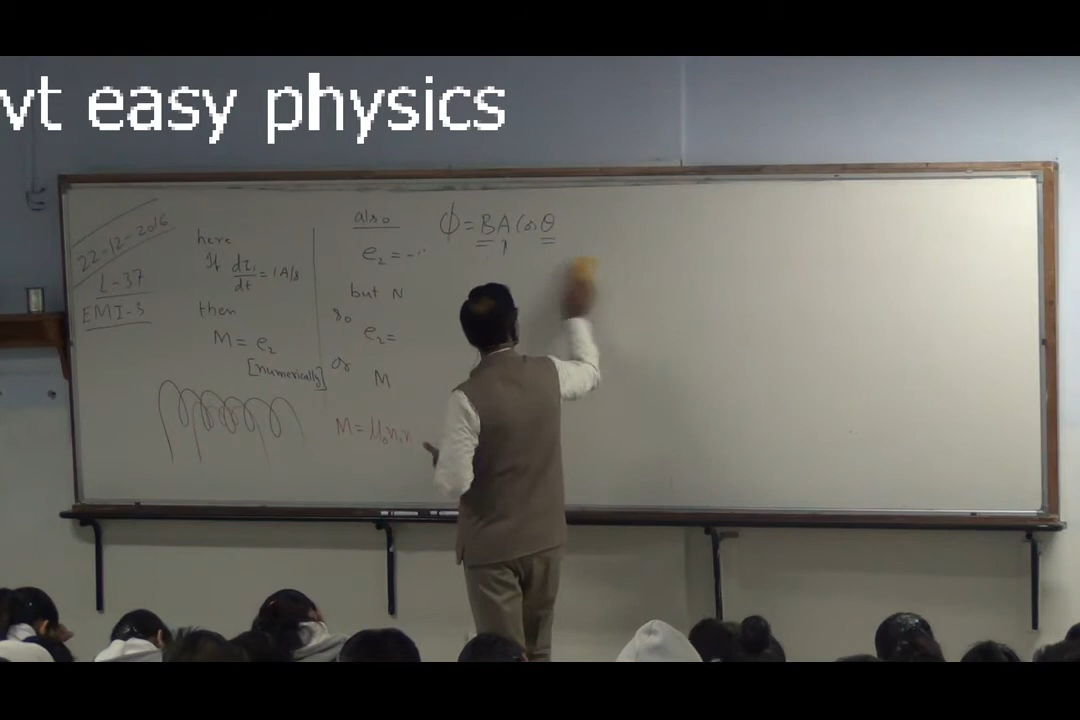 vt easy physics
22-12-2016
L-37
EMI-3
here
If dI₁/dt = 1A/s
then
M = e₂
[numerically]
also
e₂ = -
but N
so
e₂ =
or
M
M = μ₀n₁n
ϕ = BA Cos θ